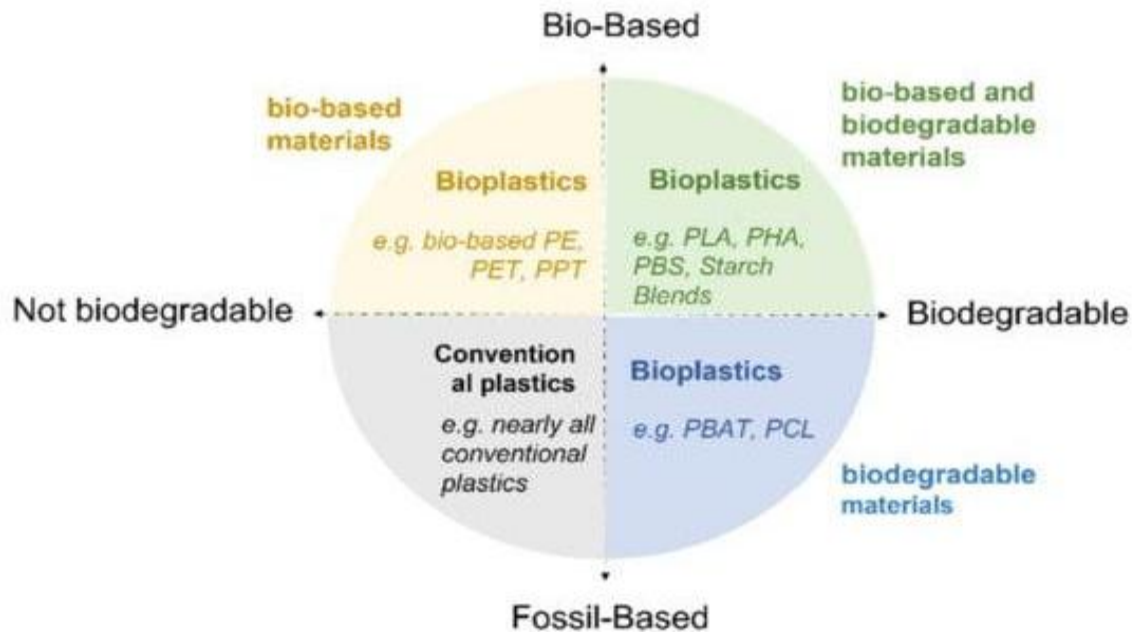 Bio-Based
bio-based
materials
bio-based and
biodegradable
materials
Bioplastics
e.g. bio-based PE,
PET, PPT
Bioplastics
e.g. PLA, PHA,
PBS, Starch
Blends
Not biodegradable
Biodegradable
Convention
al plastics
e.g. nearly all
conventional
plastics
Bioplastics
e.g. PBAT, PCL
biodegradable
materials
Fossil-Based